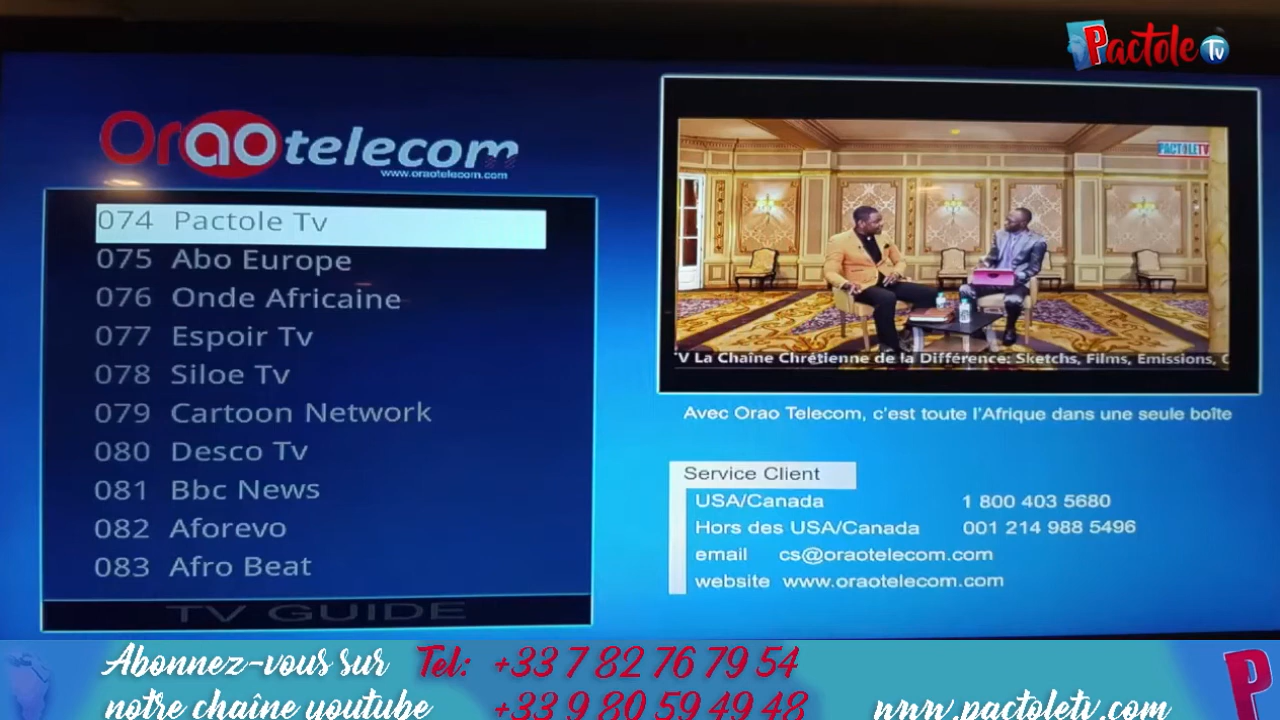 Pactole Tv
Oraotelecom
www.oraotelecom.com
074 Pactole Tv
075 Abo Europe
076 Onde Africaine
077 Espoir Tv
078 Siloe Tv
079 Cartoon Network
080 Desco Tv
081 Bbc News
082 Aforevo
083 Afro Beat
TV GUIDE
PACTOLETV
V La Chaîne Chrétienne de la Différence: Sketchs, Films, Emissions,
Avec Orao Telecom, c'est toute l'Afrique dans une seule boîte
Service Client
USA/Canada 1 800 403 5680
Hors des USA/Canada 001 214 988 5496
email cs@oraotelecom.com
website www.oraotelecom.com
Abonnez-vous sur Tel: +33 7 82 76 79 54
notre chaîne youtube +33 9 80 59 49 48 www.pactoletv.com
P